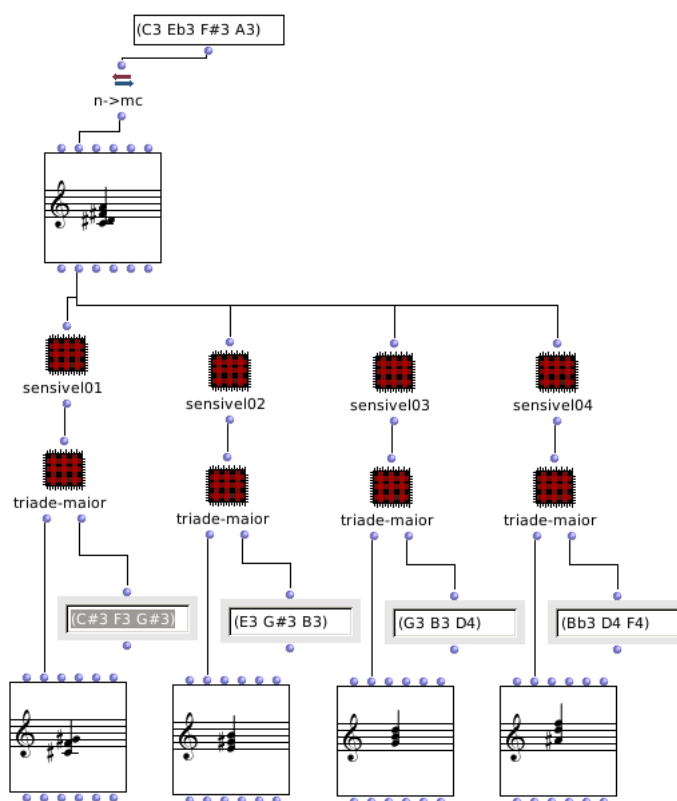 (C3 Eb3 F#3 A3)
n->mc
sensivel01
sensivel02
sensivel03
sensivel04
triade-maior
triade-maior
triade-maior
triade-maior
(C#3 F3 G#3)
(E3 G#3 B3)
(G3 B3 D4)
(Bb3 D4 F4)